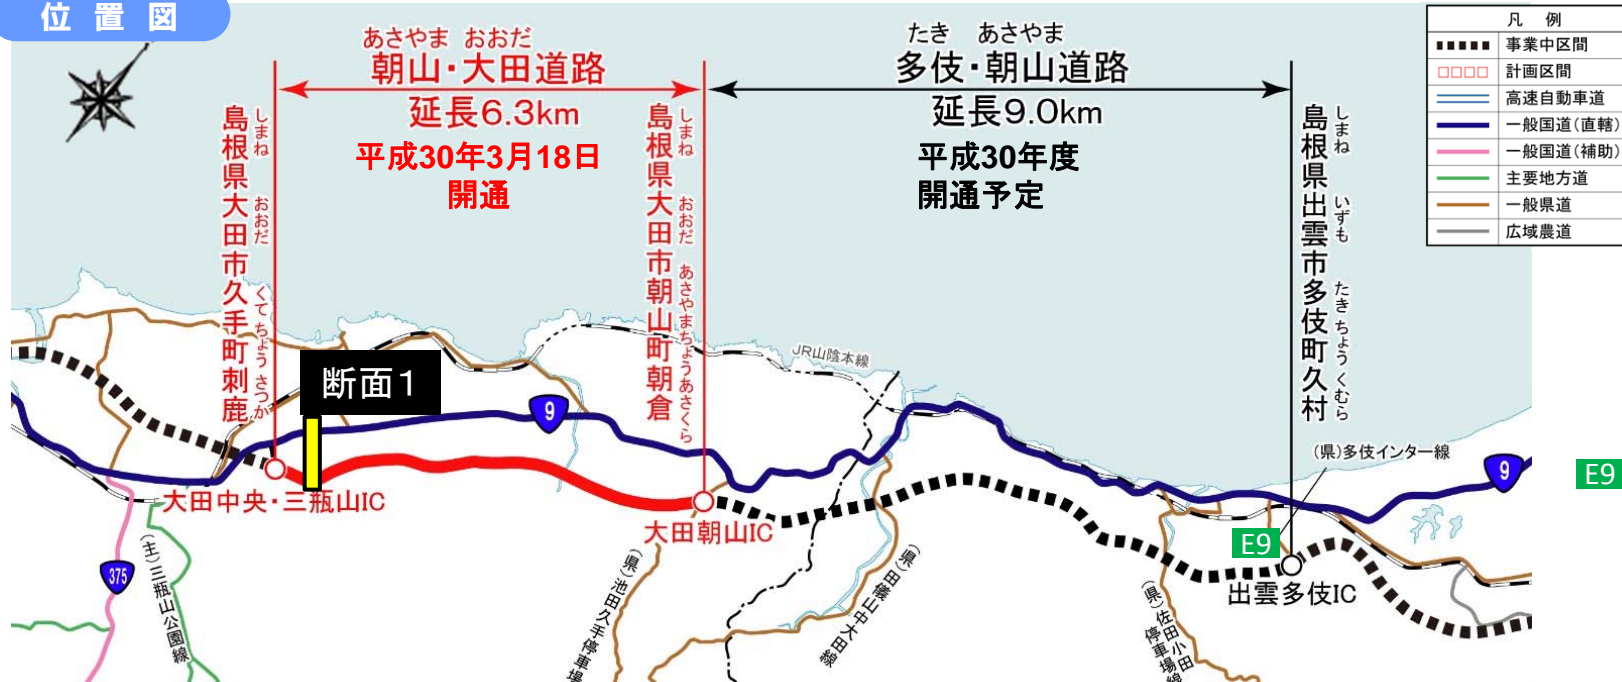 位置図
あさやま おおだ
朝山・大田道路
延長6.3km
平成30年3月18日
開通
たき あさやま
多伎・朝山道路
延長9.0km
平成30年度
開通予定
凡 例
事業中区間
計画区間
高速自動車道
一般国道(直轄)
一般国道(補助)
主要地方道
一般県道
広域農道
島根県大田市久手町刺鹿
しまね おおだ くてちょうさつか
島根県大田市朝山町朝倉
しまね おおだ あさやまちょうあさくら
島根県出雲市多伎町久村
しまね いずも たきちょうくむら
断面1
JR山陰本線
9
(県)多伎インター線
9
E9
大田中央・三瓶山IC
大田朝山IC
E9
出雲多伎IC
375
(主)三瓶山公園線
(県)池田久手停車場
(県)田儀山中大田線
(県)佐田小田
停車場線